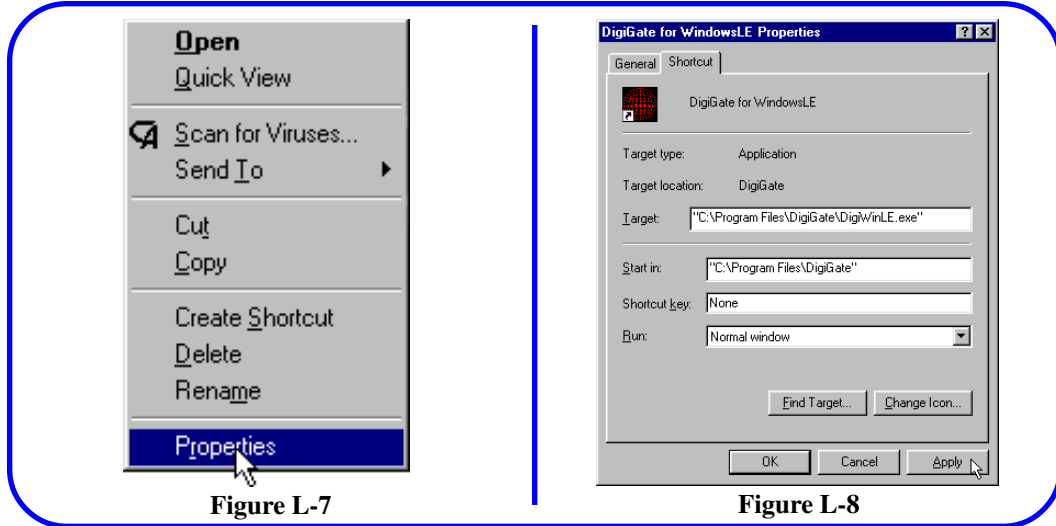 Open
Quick View
Scan for Viruses...
Send To
Cut
Copy
Create Shortcut
Delete
Rename
Properties
Figure L-7
DigiGate for WindowsLE Properties
General Shortcut
DigiGate for WindowsLE
Target type: Application
Target location: DigiGate
Target: "C:\Program Files\DigiGate\DigiWinLE.exe"
Start in: "C:\Program Files\DigiGate"
Shortcut key: None
Run: Normal window
Find Target... Change Icon...
OK Cancel Apply
Figure L-8